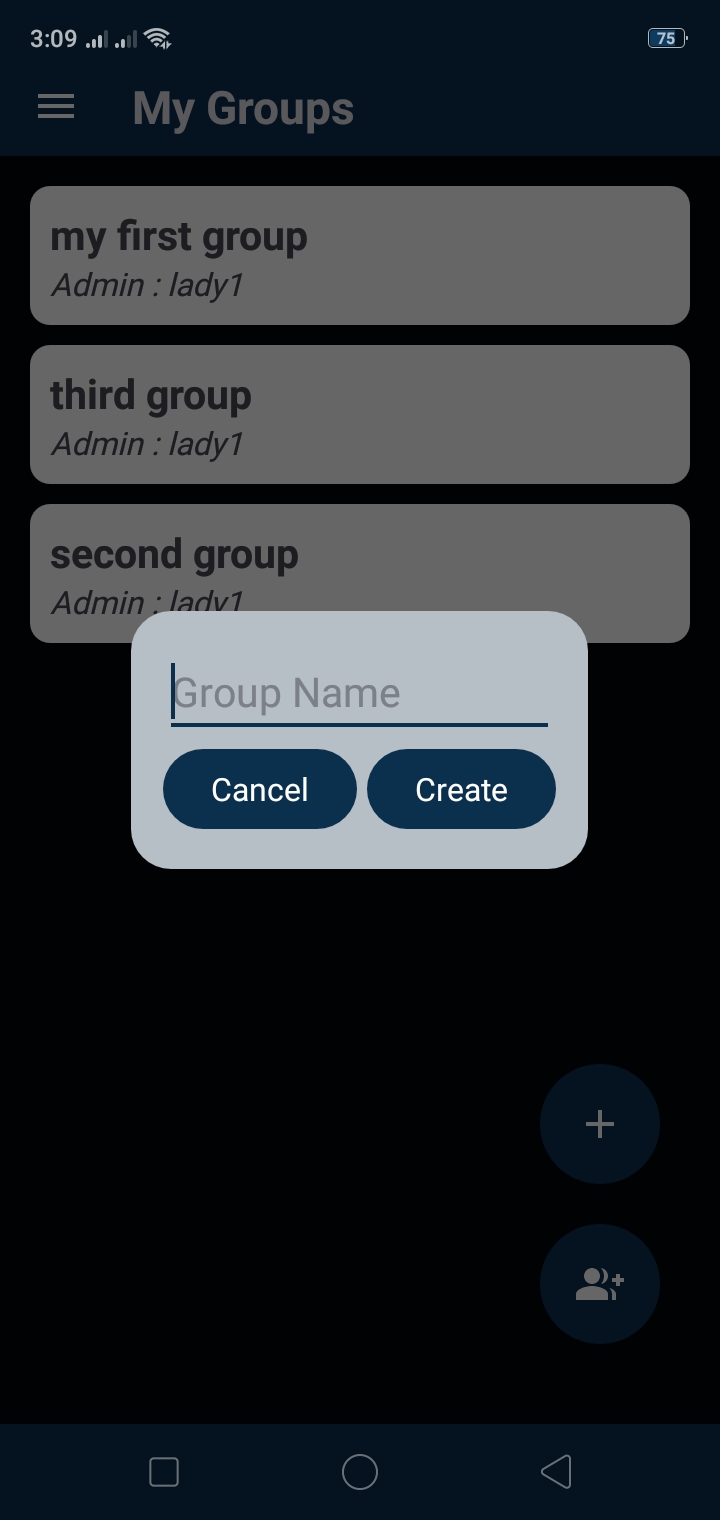 3:09 75
My Groups
my first group
Admin : lady1
third group
Admin : lady1
second group
Admin : lady1
Group Name
Cancel Create